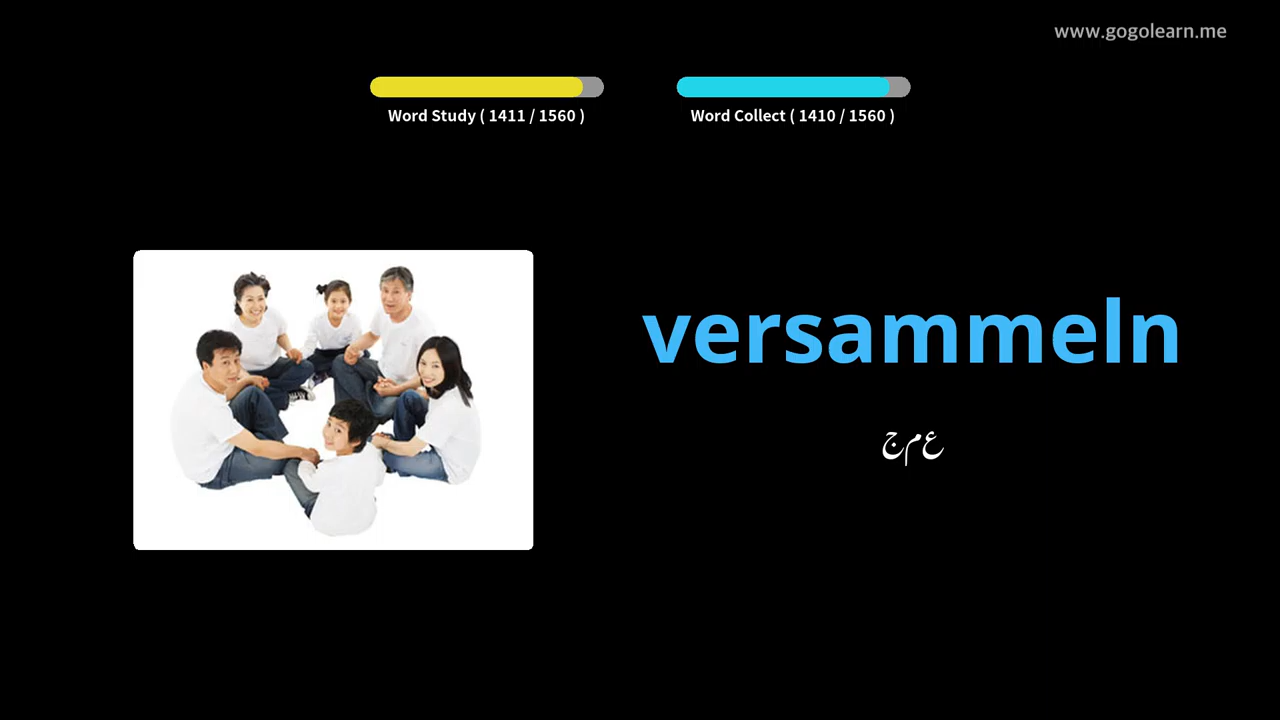 www.gogolearn.me
Word Study ( 1411 / 1560 )
Word Collect ( 1410 / 1560 )
versammeln
ع م ج